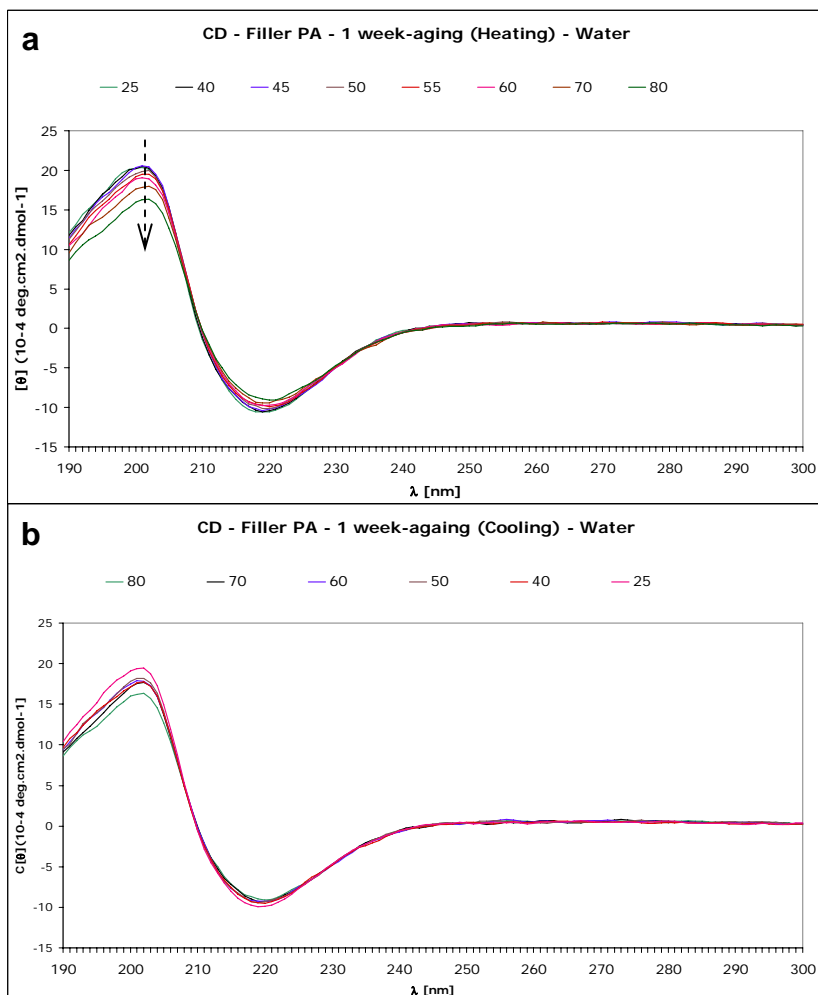 a
CD - Filler PA - 1 week-aging (Heating) - Water
25 40 45 50 55 60 70 80
25
20
15
10
5
0
-5
-10
-15
[θ] (10-4 deg.cm2.dmol-1]
190 200 210 220 230 240 250 260 270 280 290 300
λ [nm]
b
CD - Filler PA - 1 week-againg (Cooling) - Water
80 70 60 50 40 25
25
20
15
10
5
0
-5
-10
-15
C[θ](10-4 deg.cm2.dmol-1]
190 200 210 220 230 240 250 260 270 280 290 300
λ [nm]